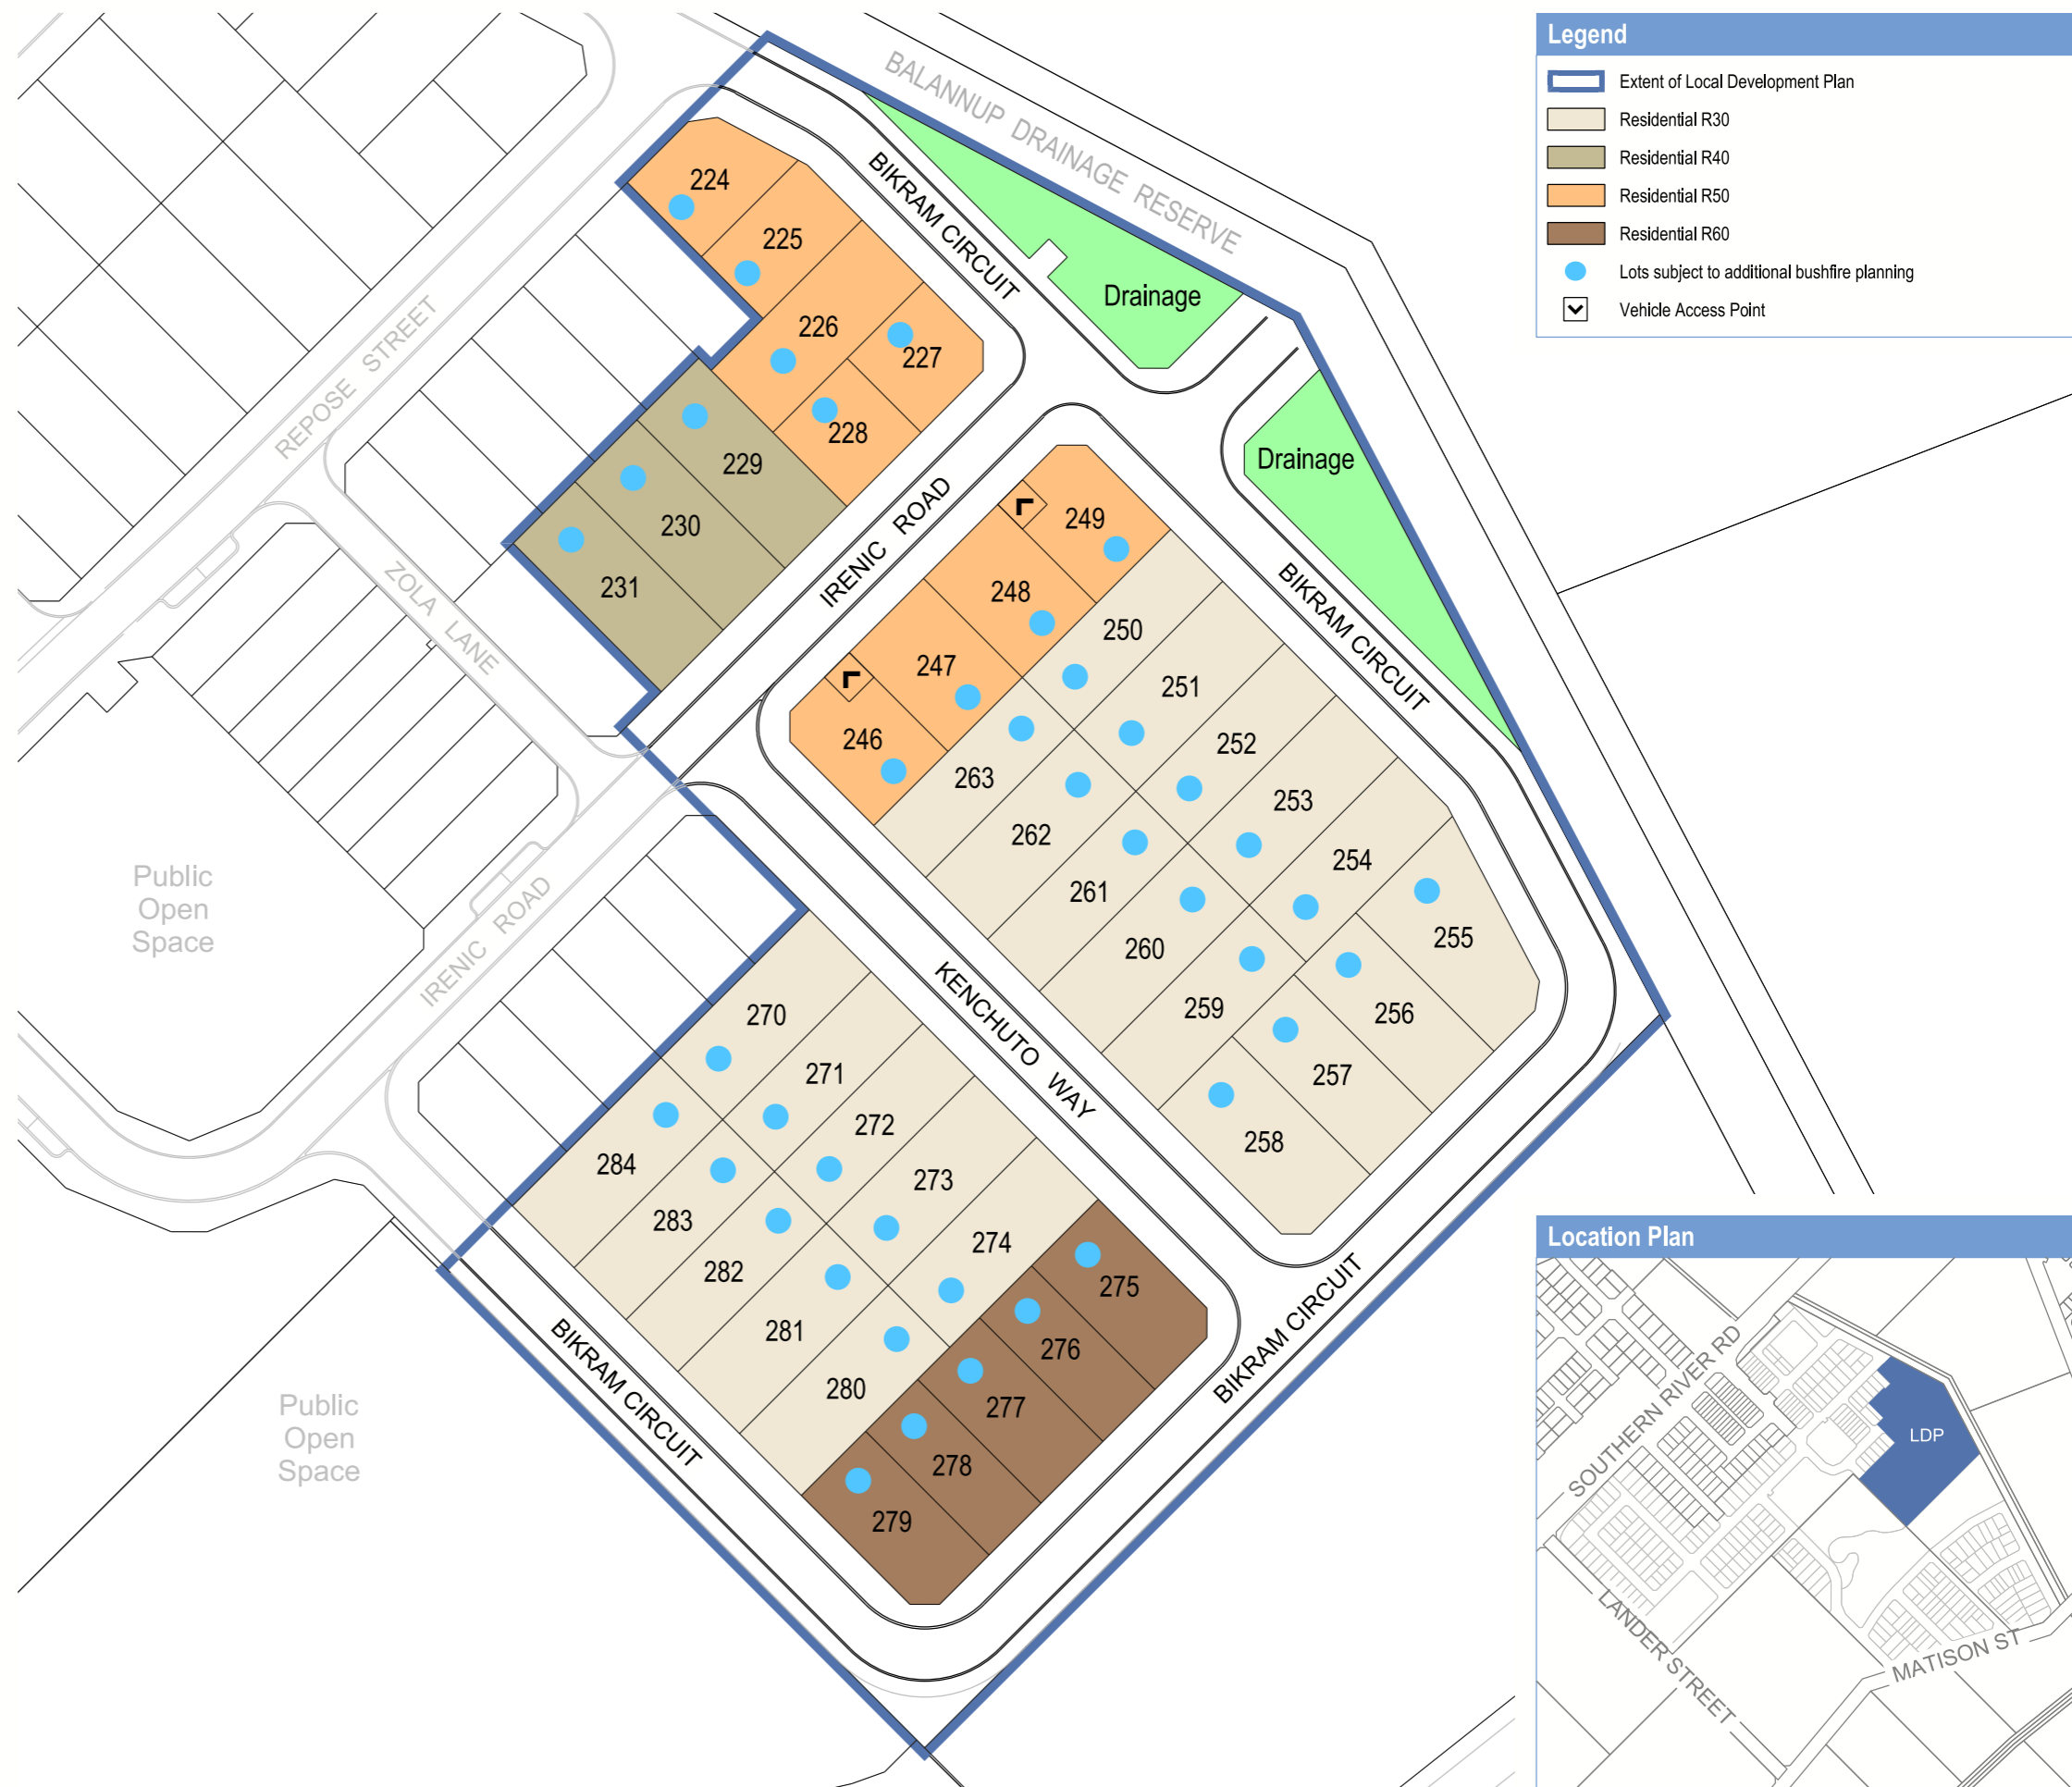 Legend
Extent of Local Development Plan
Residential R30
Residential R40
Residential R50
Residential R60
Lots subject to additional bushfire planning
Vehicle Access Point
BALANNUP DRAINAGE RESERVE
BIKRAM CIRCUIT
Drainage
224
225
226
227
228
229
230
231
REPOSE STREET
ZOLA LANE
IRENIC ROAD
Drainage
BIKRAM CIRCUIT
249
248
247
246
250
251
252
253
254
255
263
262
261
260
259
256
257
258
Public
Open
Space
IRENIC ROAD
KENCHUTO WAY
270
271
272
273
274
275
284
283
282
281
280
276
277
278
279
BIKRAM CIRCUIT
BIKRAM CIRCUIT
Public
Open
Space
Location Plan
SOUTHERN RIVER RD
LDP
LANDER STREET
MATISON ST